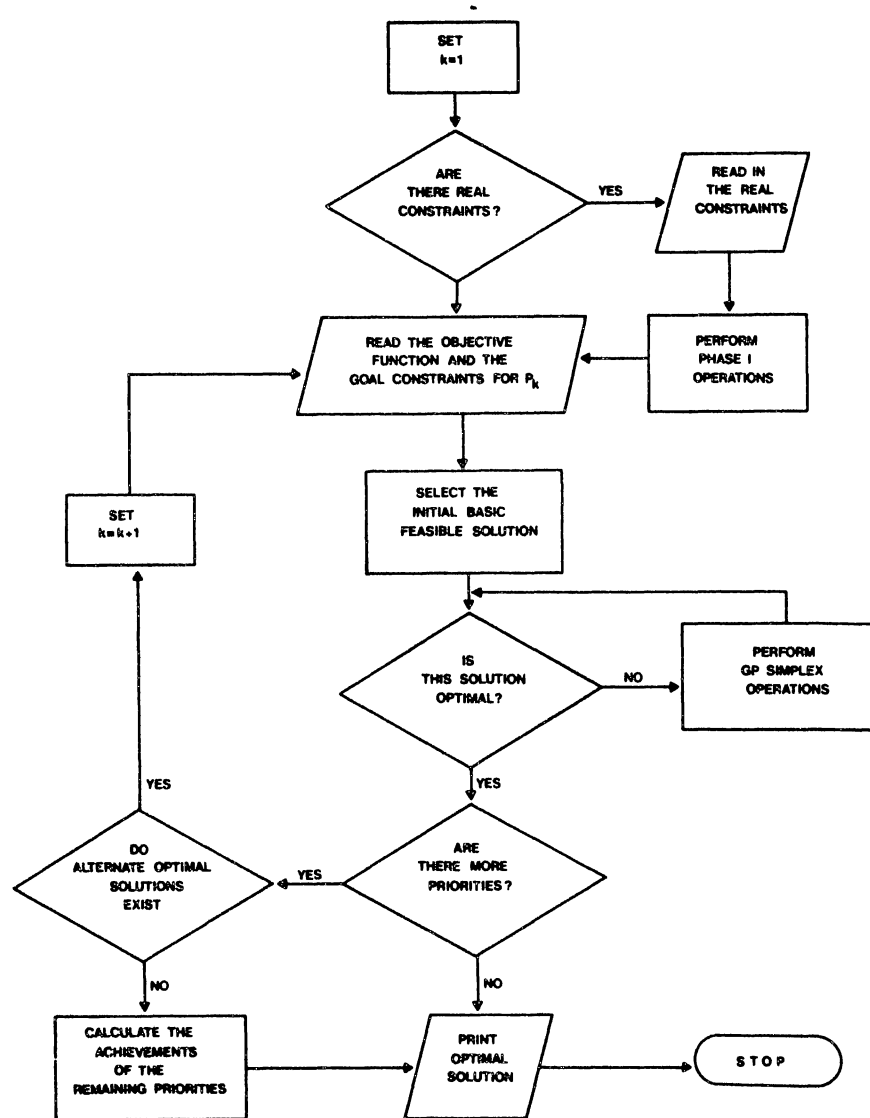 SET
k=1
ARE
THERE REAL
CONSTRAINTS?
YES
READ IN
THE REAL
CONSTRAINTS
READ THE OBJECTIVE
FUNCTION AND THE
GOAL CONSTRAINTS FOR Pk
PERFORM
PHASE I
OPERATIONS
SELECT THE
INITIAL BASIC
FEASIBLE SOLUTION
SET
k=k+1
IS
THIS SOLUTION
OPTIMAL?
NO
PERFORM
GP SIMPLEX
OPERATIONS
YES
ARE
THERE MORE
PRIORITIES?
YES
DO
ALTERNATE OPTIMAL
SOLUTIONS
EXIST
YES
NO
CALCULATE THE
ACHIEVEMENTS
OF THE
REMAINING PRIORITIES
NO
PRINT
OPTIMAL
SOLUTION
STOP